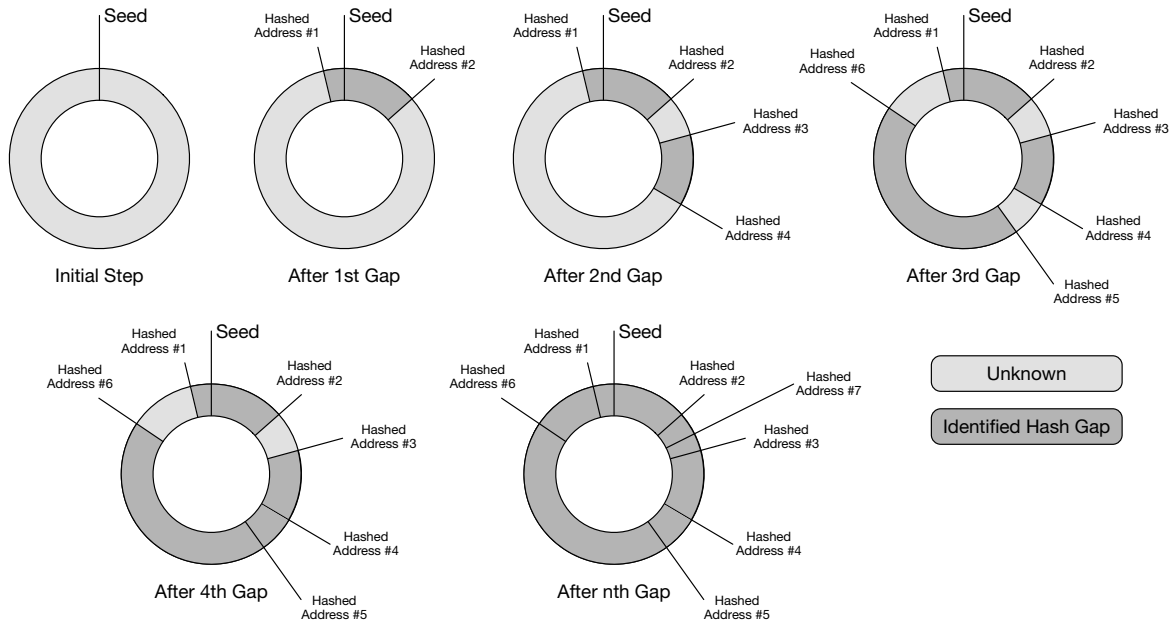 Seed
Initial Step
Hashed
Address #1
Seed
Hashed
Address #2
After 1st Gap
Hashed
Address #1
Seed
Hashed
Address #2
Hashed
Address #3
Hashed
Address #4
After 2nd Gap
Hashed
Address #1
Seed
Hashed
Address #6
Hashed
Address #2
Hashed
Address #3
Hashed
Address #4
After 3rd Gap
Hashed
Address #5
Hashed
Address #1
Seed
Hashed
Address #6
Hashed
Address #2
Hashed
Address #3
Hashed
Address #4
After 4th Gap
Hashed
Address #5
Hashed
Address #1
Seed
Hashed
Address #6
Hashed
Address #2
Hashed
Address #7
Hashed
Address #3
Hashed
Address #4
After nth Gap
Hashed
Address #5
Unknown
Identified Hash Gap